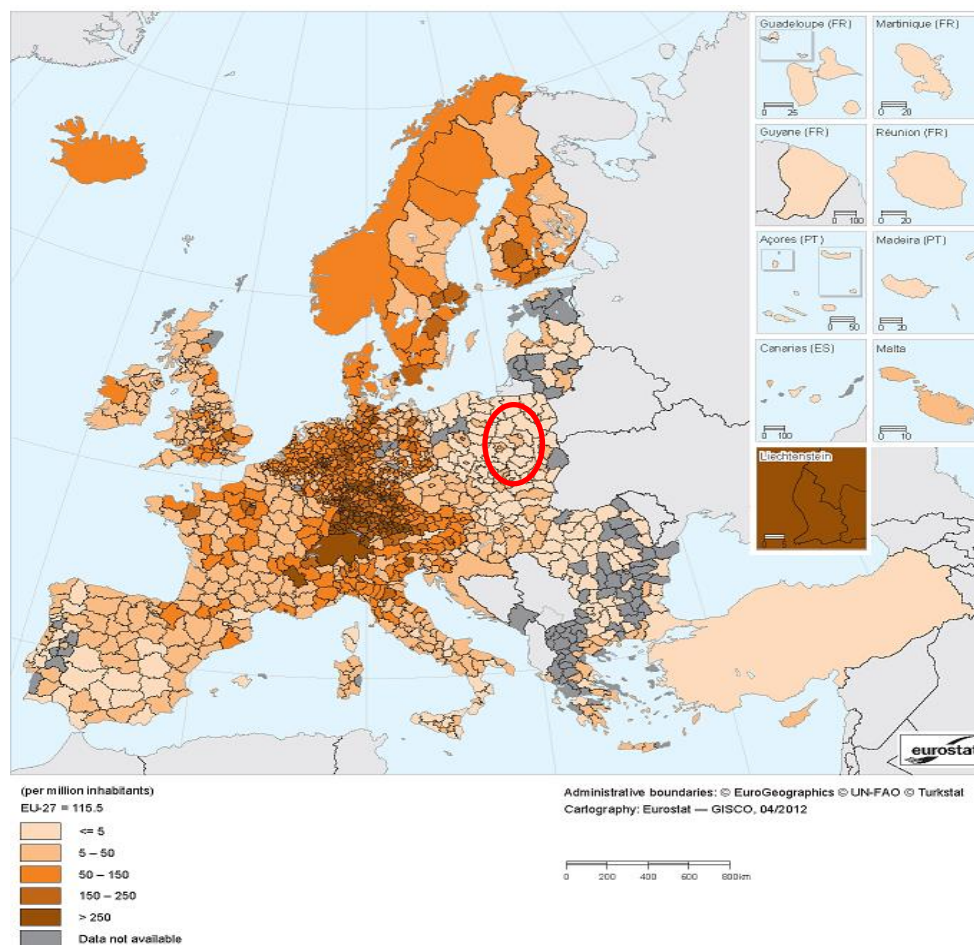 Guadeloupe (FR)
Martinique (FR)
0 25
0 20
Guyane (FR)
Réunion (FR)
0 100
0 20
Açores (PT)
Madeira (PT)
0 50
0 20
Canarias (ES)
Malta
0 100
0 10
Liechtenstein
eurostat
(per million inhabitants)
EU-27 = 115.5
<= 5
5 – 50
50 – 150
150 – 250
> 250
Data not available
Administrative boundaries: © EuroGeographics © UN-FAO © Turkstat
Cartography: Eurostat — GISCO, 04/2012
0 200 400 600 800km